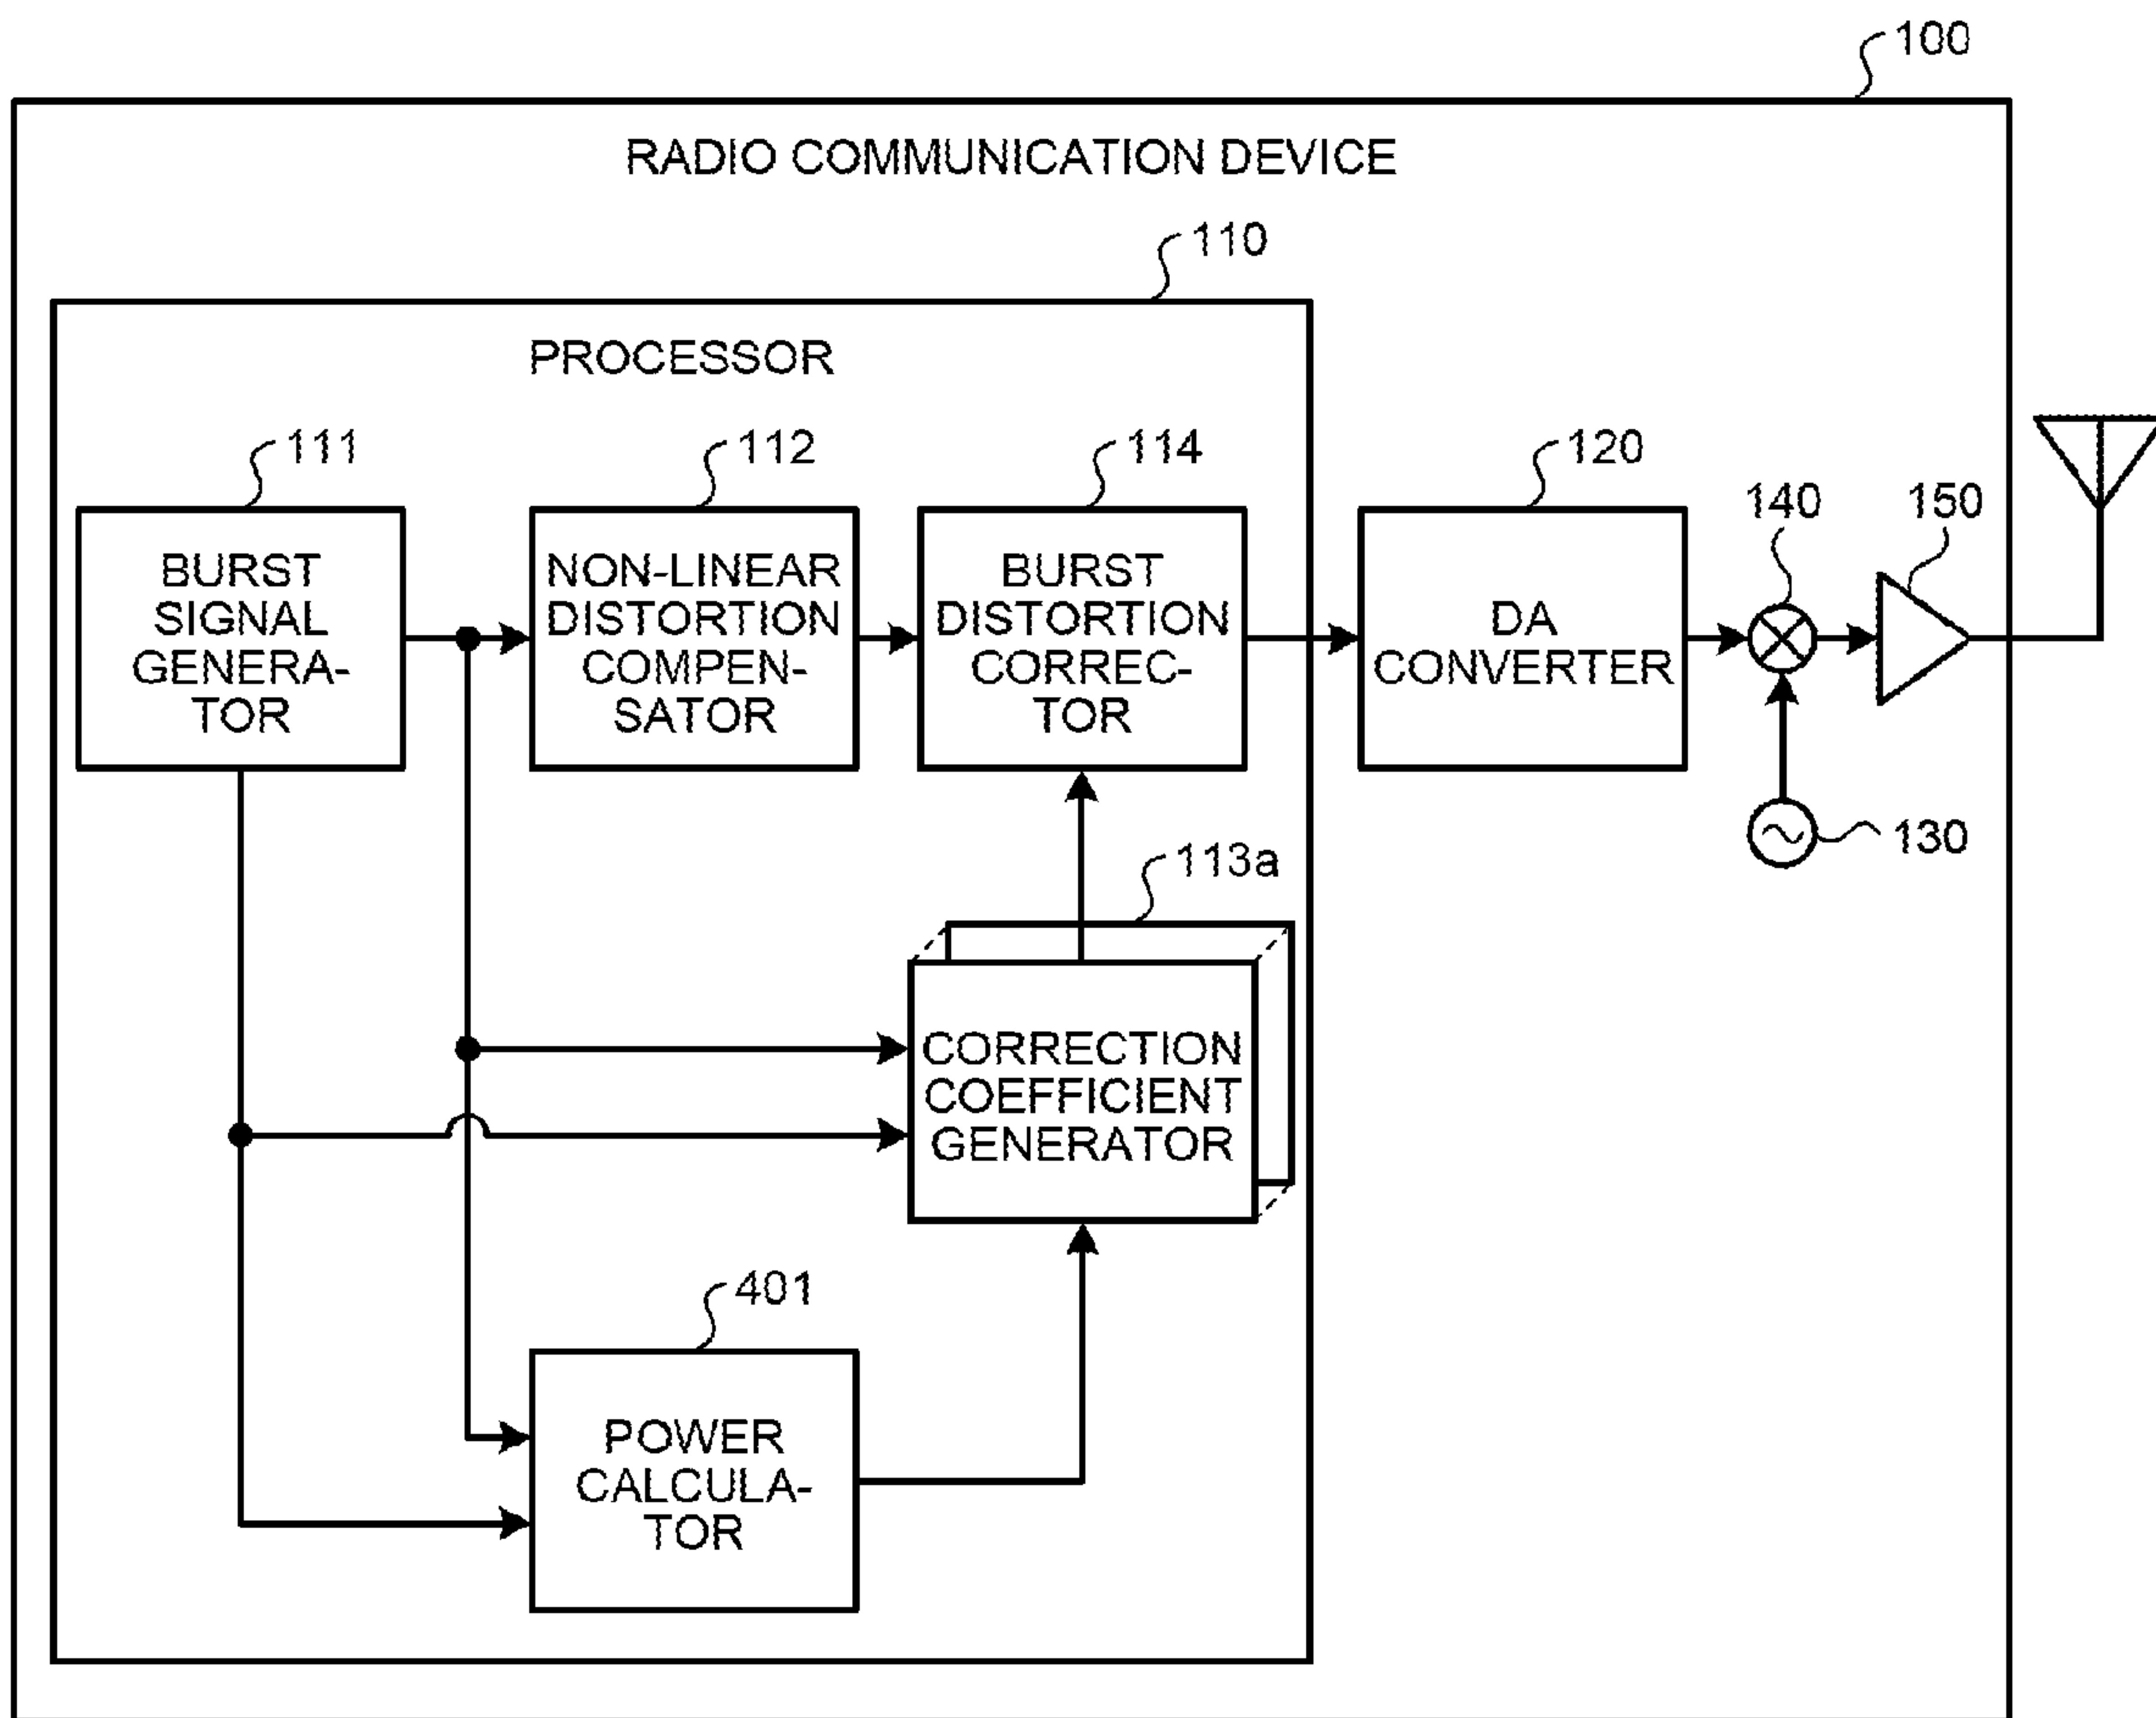 100
RADIO COMMUNICATION DEVICE
110
PROCESSOR
111
112
114
120
140
150
BURST
SIGNAL
GENERA-
TOR
NON-LINEAR
DISTORTION
COMPEN-
SATOR
BURST
DISTORTION
CORREC-
TOR
DA
CONVERTER
130
113a
CORRECTION
COEFFICIENT
GENERATOR
401
POWER
CALCULA-
TOR